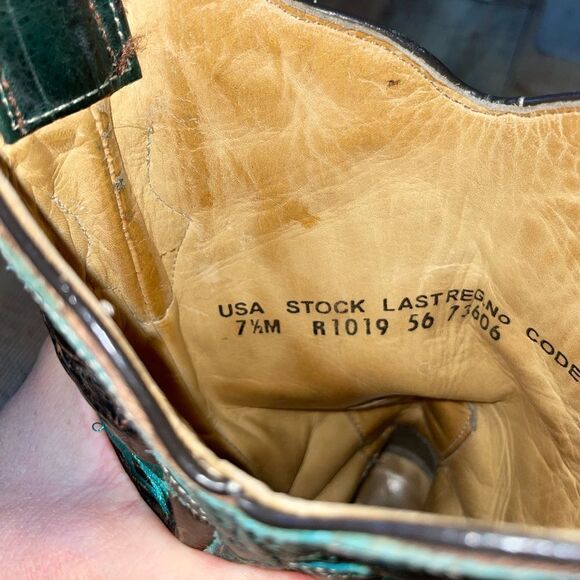 USA STOCK LAST REG.NO CODE
7½M R1019 56 73606